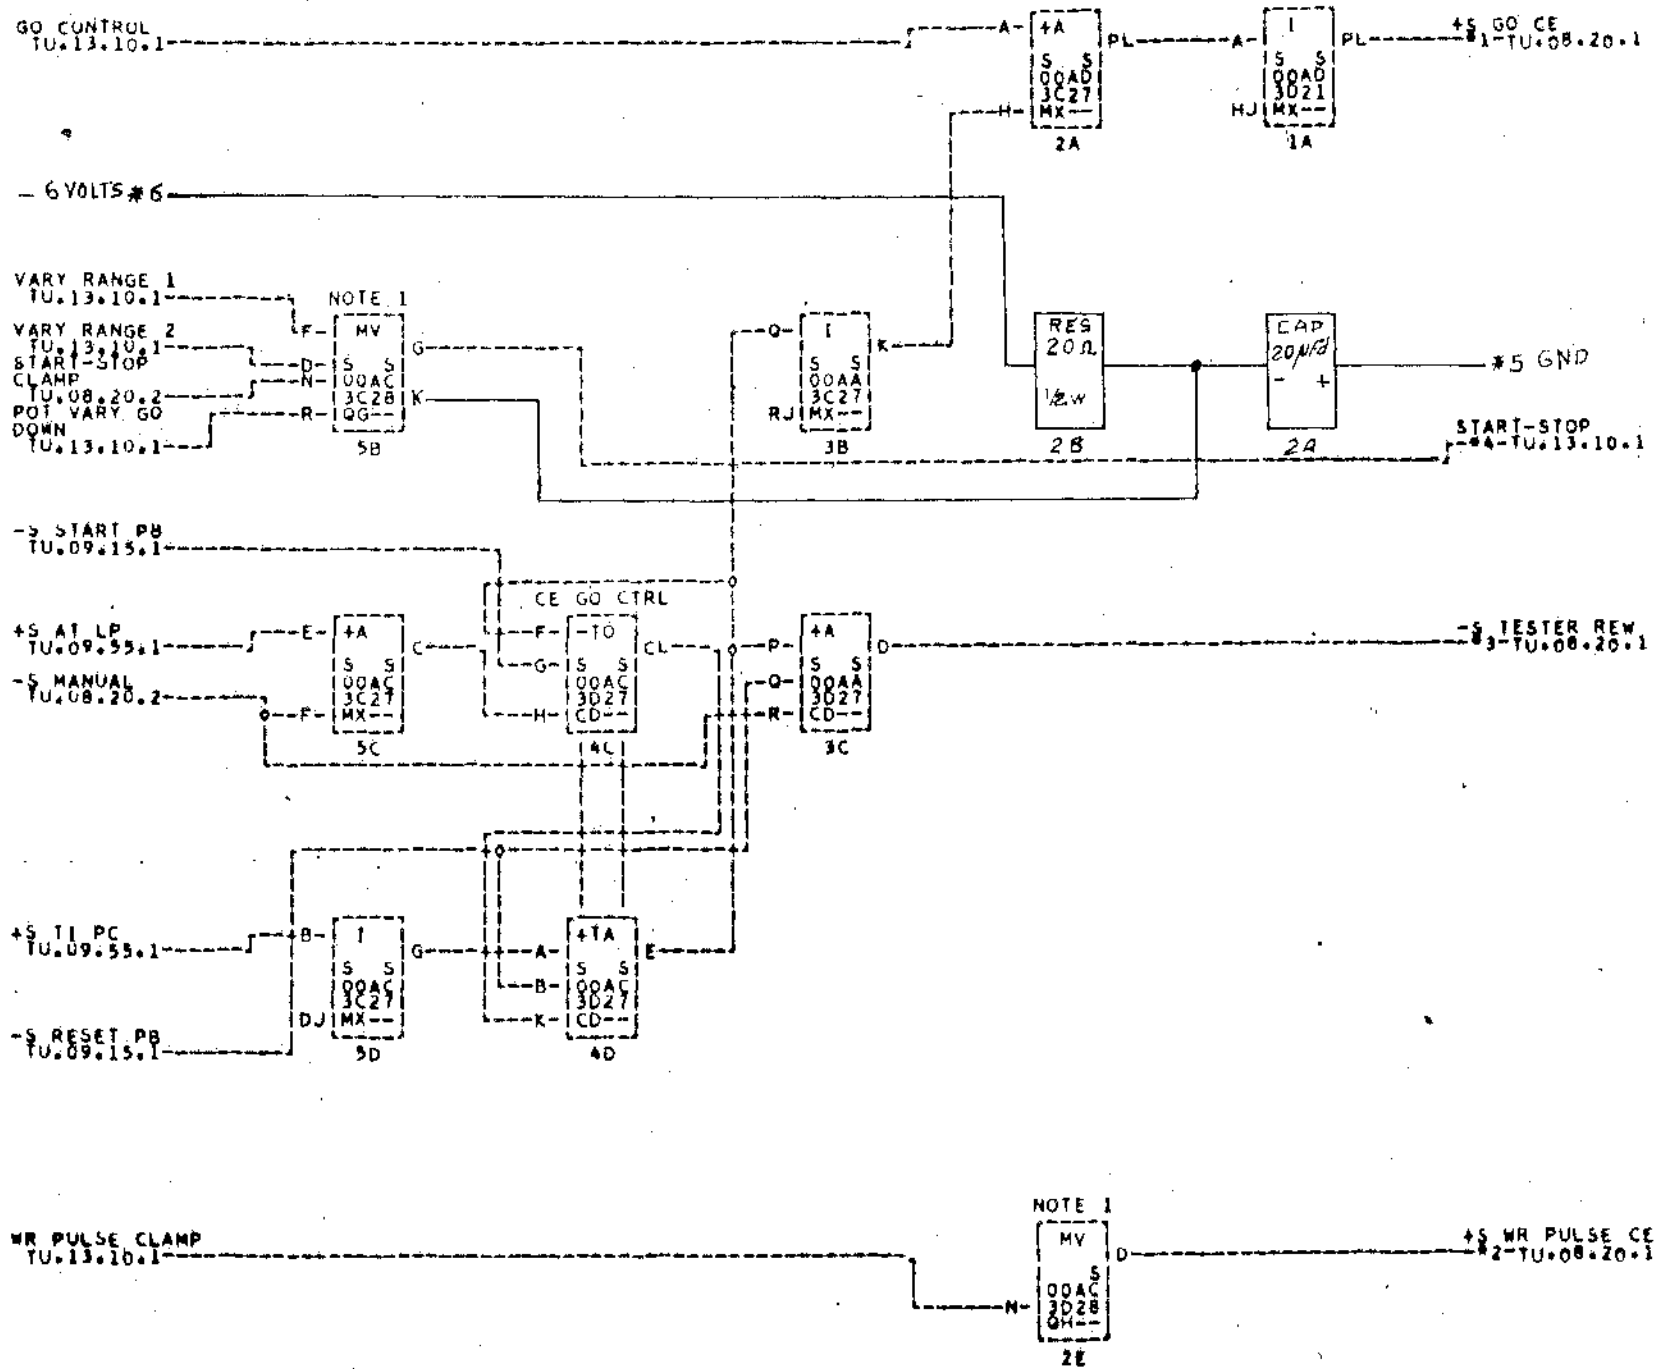 GO CONTROL
TU.13.10.1
A
+A
S S
00AD
3C27
H
MX--
2A
PL
A
I
S S
00AD
3D21
HJ
MX--
1A
PL
+S GO CE
*1-TU.08.20.1
- 6 VOLTS *6
VARY RANGE 1
TU.13.10.1
VARY RANGE 2
TU.13.10.1
START-STOP
CLAMP
TU.08.20.2
POT VARY GO
DOWN
TU.13.10.1
NOTE 1
F
MV
G
D
S S
N
00AC
3C28
K
R
QG--
5B
Q
I
K
S S
00AA
3C27
RJ
MX--
3B
RES
20Ω
1/2W
2B
CAP
20µFd
- +
2A
*5 GND
START-STOP
*4-TU.13.10.1
-S START PB
TU.09.15.1
+S AT LP
TU.09.55.1
-S MANUAL
TU.08.20.2
E
+A
C
S S
00AC
3C27
F
MX--
5C
CE GO CTRL
F
-TO
CL
G
S S
00AC
3D27
H
CD--
4C
P
+A
D
S S
Q
00AA
3D27
R
CD--
3C
-S TESTER REW
*3-TU.08.20.1
+S TI PC
TU.09.55.1
-S RESET PB
TU.09.15.1
B
I
G
S S
00AC
3C27
DJ
MX--
5D
A
+TA
E
S S
B
00AC
3D27
K
CD--
4D
WR PULSE CLAMP
TU.13.10.1
NOTE 1
MV
D
S
00AC
N
3D28
QH--
2E
+S WR PULSE CE
*2-TU.08.20.1